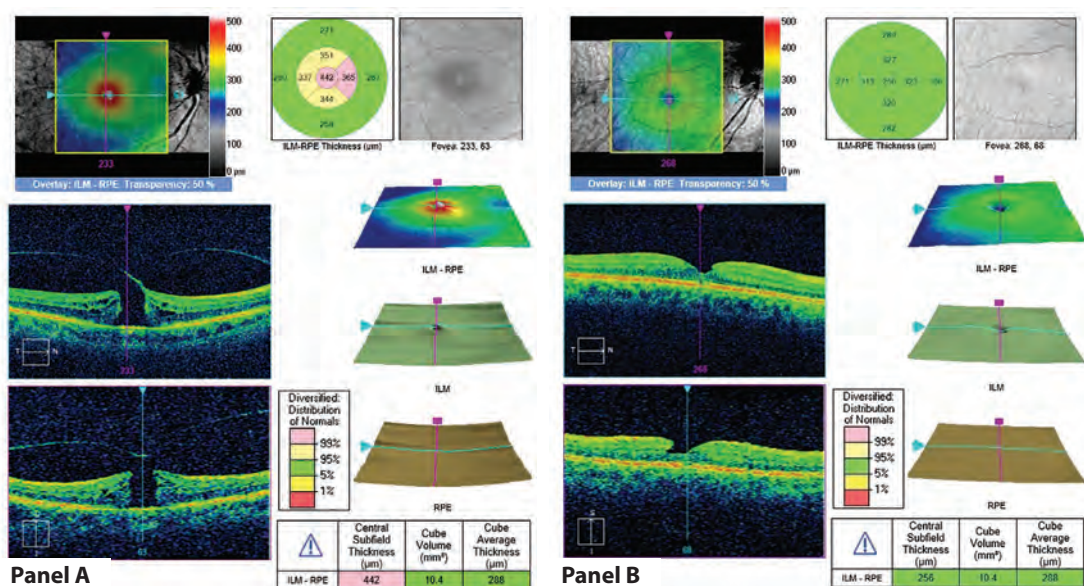 500
400
300
200
100
0 µm
233
Overlay: ILM - RPE Transparency: 50 %
271
351
337
442
365
344
ILM-RPE Thickness (µm)
Fovea: 233, 63
ILM - RPE
ILM
RPE
T
N
233
63
Diversified:
Distribution
of Normals
99%
95%
5%
1%
Central
Subfield
Thickness
(µm)
Cube
Volume
(mm³)
Cube
Average
Thickness
(µm)
ILM - RPE
442
10.4
288
Panel A
500
400
300
200
100
0 µm
268
Overlay: ILM - RPE Transparency: 50 %
327
271
256
323
320
282
ILM-RPE Thickness (µm)
Fovea: 268, 68
ILM - RPE
ILM
RPE
T
N
268
S
I
68
Diversified:
Distribution
of Normals
99%
95%
5%
1%
Central
Subfield
Thickness
(µm)
Cube
Volume
(mm³)
Cube
Average
Thickness
(µm)
ILM - RPE
256
10.4
288
Panel B